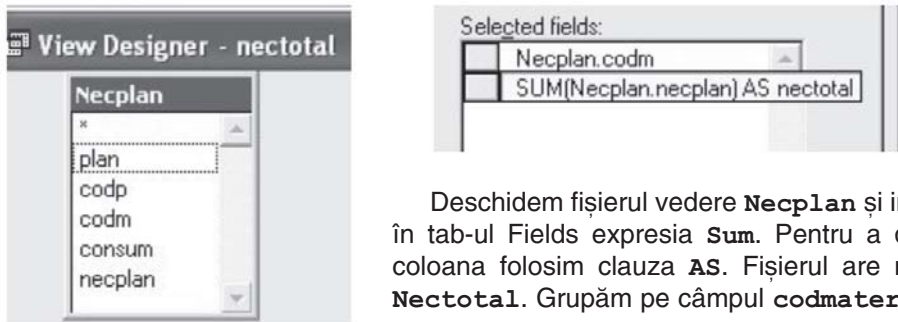 View Designer - nectotal
Necplan
*
plan
codp
codm
consum
necplan
Selected fields:
Necplan.codm
SUM(Necplan.necplan) AS nectotal
Deschidem fișierul vedere Necplan și
în tab-ul Fields expresia Sum. Pentru a
coloana folosim clauza AS. Fișierul are
Nectotal. Grupăm pe câmpul